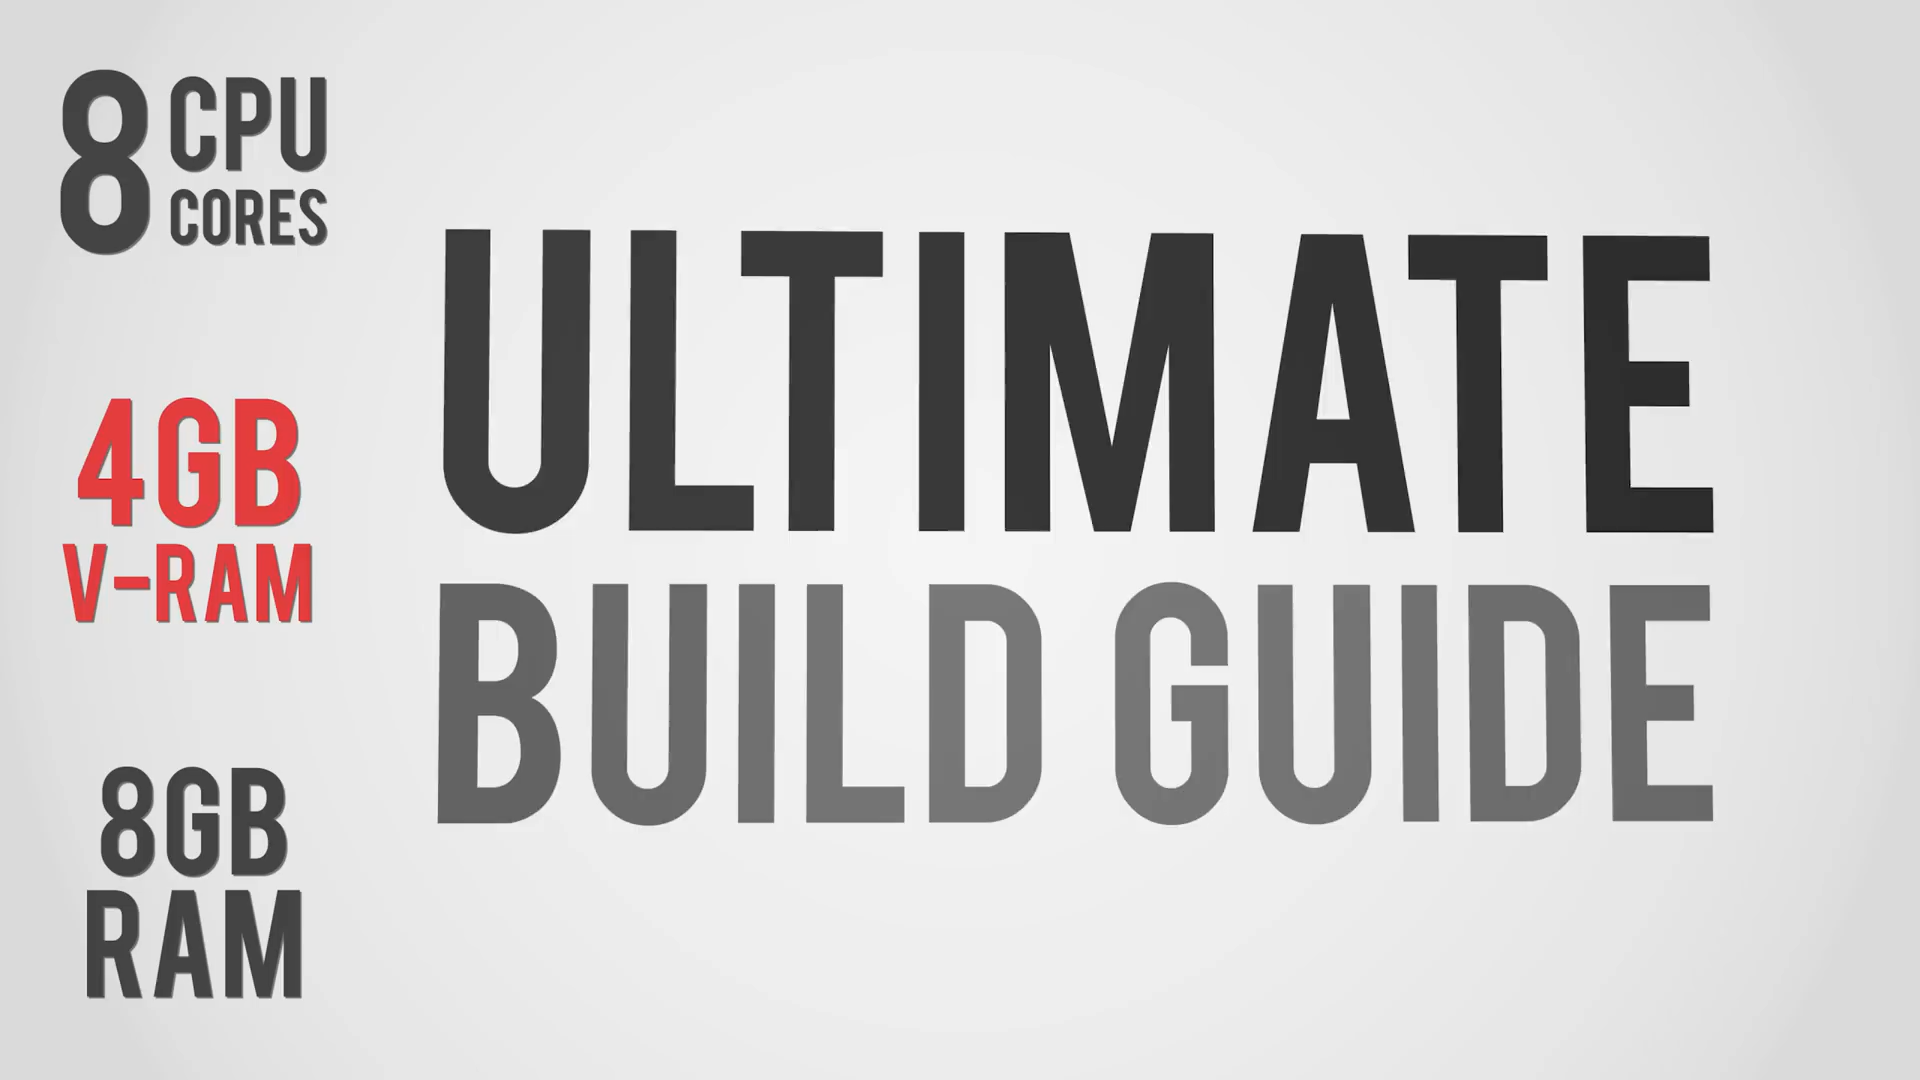 8 CPU
CORES
4GB
V-RAM
8GB
RAM
ULTIMATE
BUILD GUIDE